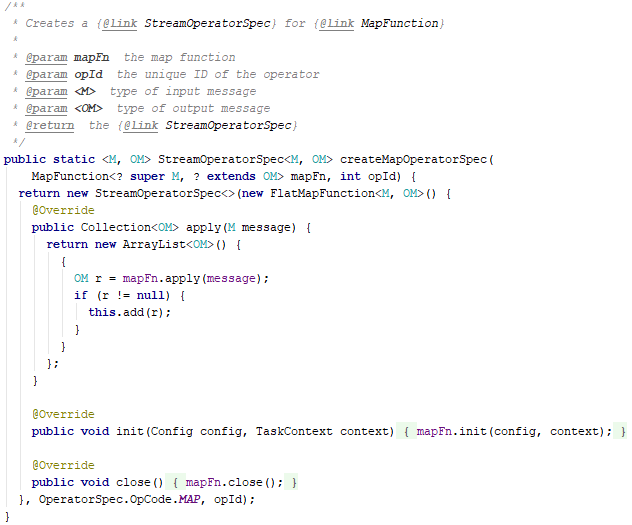 /**
 * Creates a {@link StreamOperatorSpec} for {@link MapFunction}
 *
 * @param mapFn  the map function
 * @param opId  the unique ID of the operator
 * @param <M>  type of input message
 * @param <OM>  type of output message
 * @return  the {@link StreamOperatorSpec}
 */
public static <M, OM> StreamOperatorSpec<M, OM> createMapOperatorSpec(
    MapFunction<? super M, ? extends OM> mapFn, int opId) {
  return new StreamOperatorSpec<>(new FlatMapFunction<M, OM>() {
    @Override
    public Collection<OM> apply(M message) {
      return new ArrayList<OM>() {
        {
          OM r = mapFn.apply(message);
          if (r != null) {
            this.add(r);
          }
        }
      };
    }

    @Override
    public void init(Config config, TaskContext context) { mapFn.init(config, context); }

    @Override
    public void close() { mapFn.close(); }
  }, OperatorSpec.OpCode.MAP, opId);
}